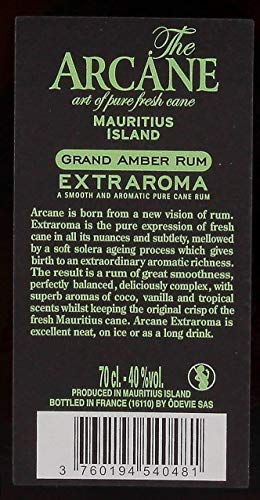 The
ARCANE
art of pure fresh cane
MAURITIUS
ISLAND
GRAND AMBER RUM
EXTRAROMA
A SMOOTH AND AROMATIC PURE CANE RUM
Arcane is born from a new vision of rum.
Extraroma is the pure expression of fresh
cane in all its nuances and subtlety, mellowed
by a soft solera ageing process which gives
birth to an extraordinary aromatic richness.
The result is a rum of great smoothness,
perfectly balanced, deliciously complex, with
superb aromas of coco, vanilla and tropical
scents whilst keeping the original crisp of the
fresh Mauritius cane. Arcane Extraroma is
excellent neat, on ice or as a long drink.
70 cl. - 40 %vol.
PRODUCED IN MAURITIUS ISLAND
BOTTLED IN FRANCE (16110) BY ÖDEVIE SAS
3 760194 540481